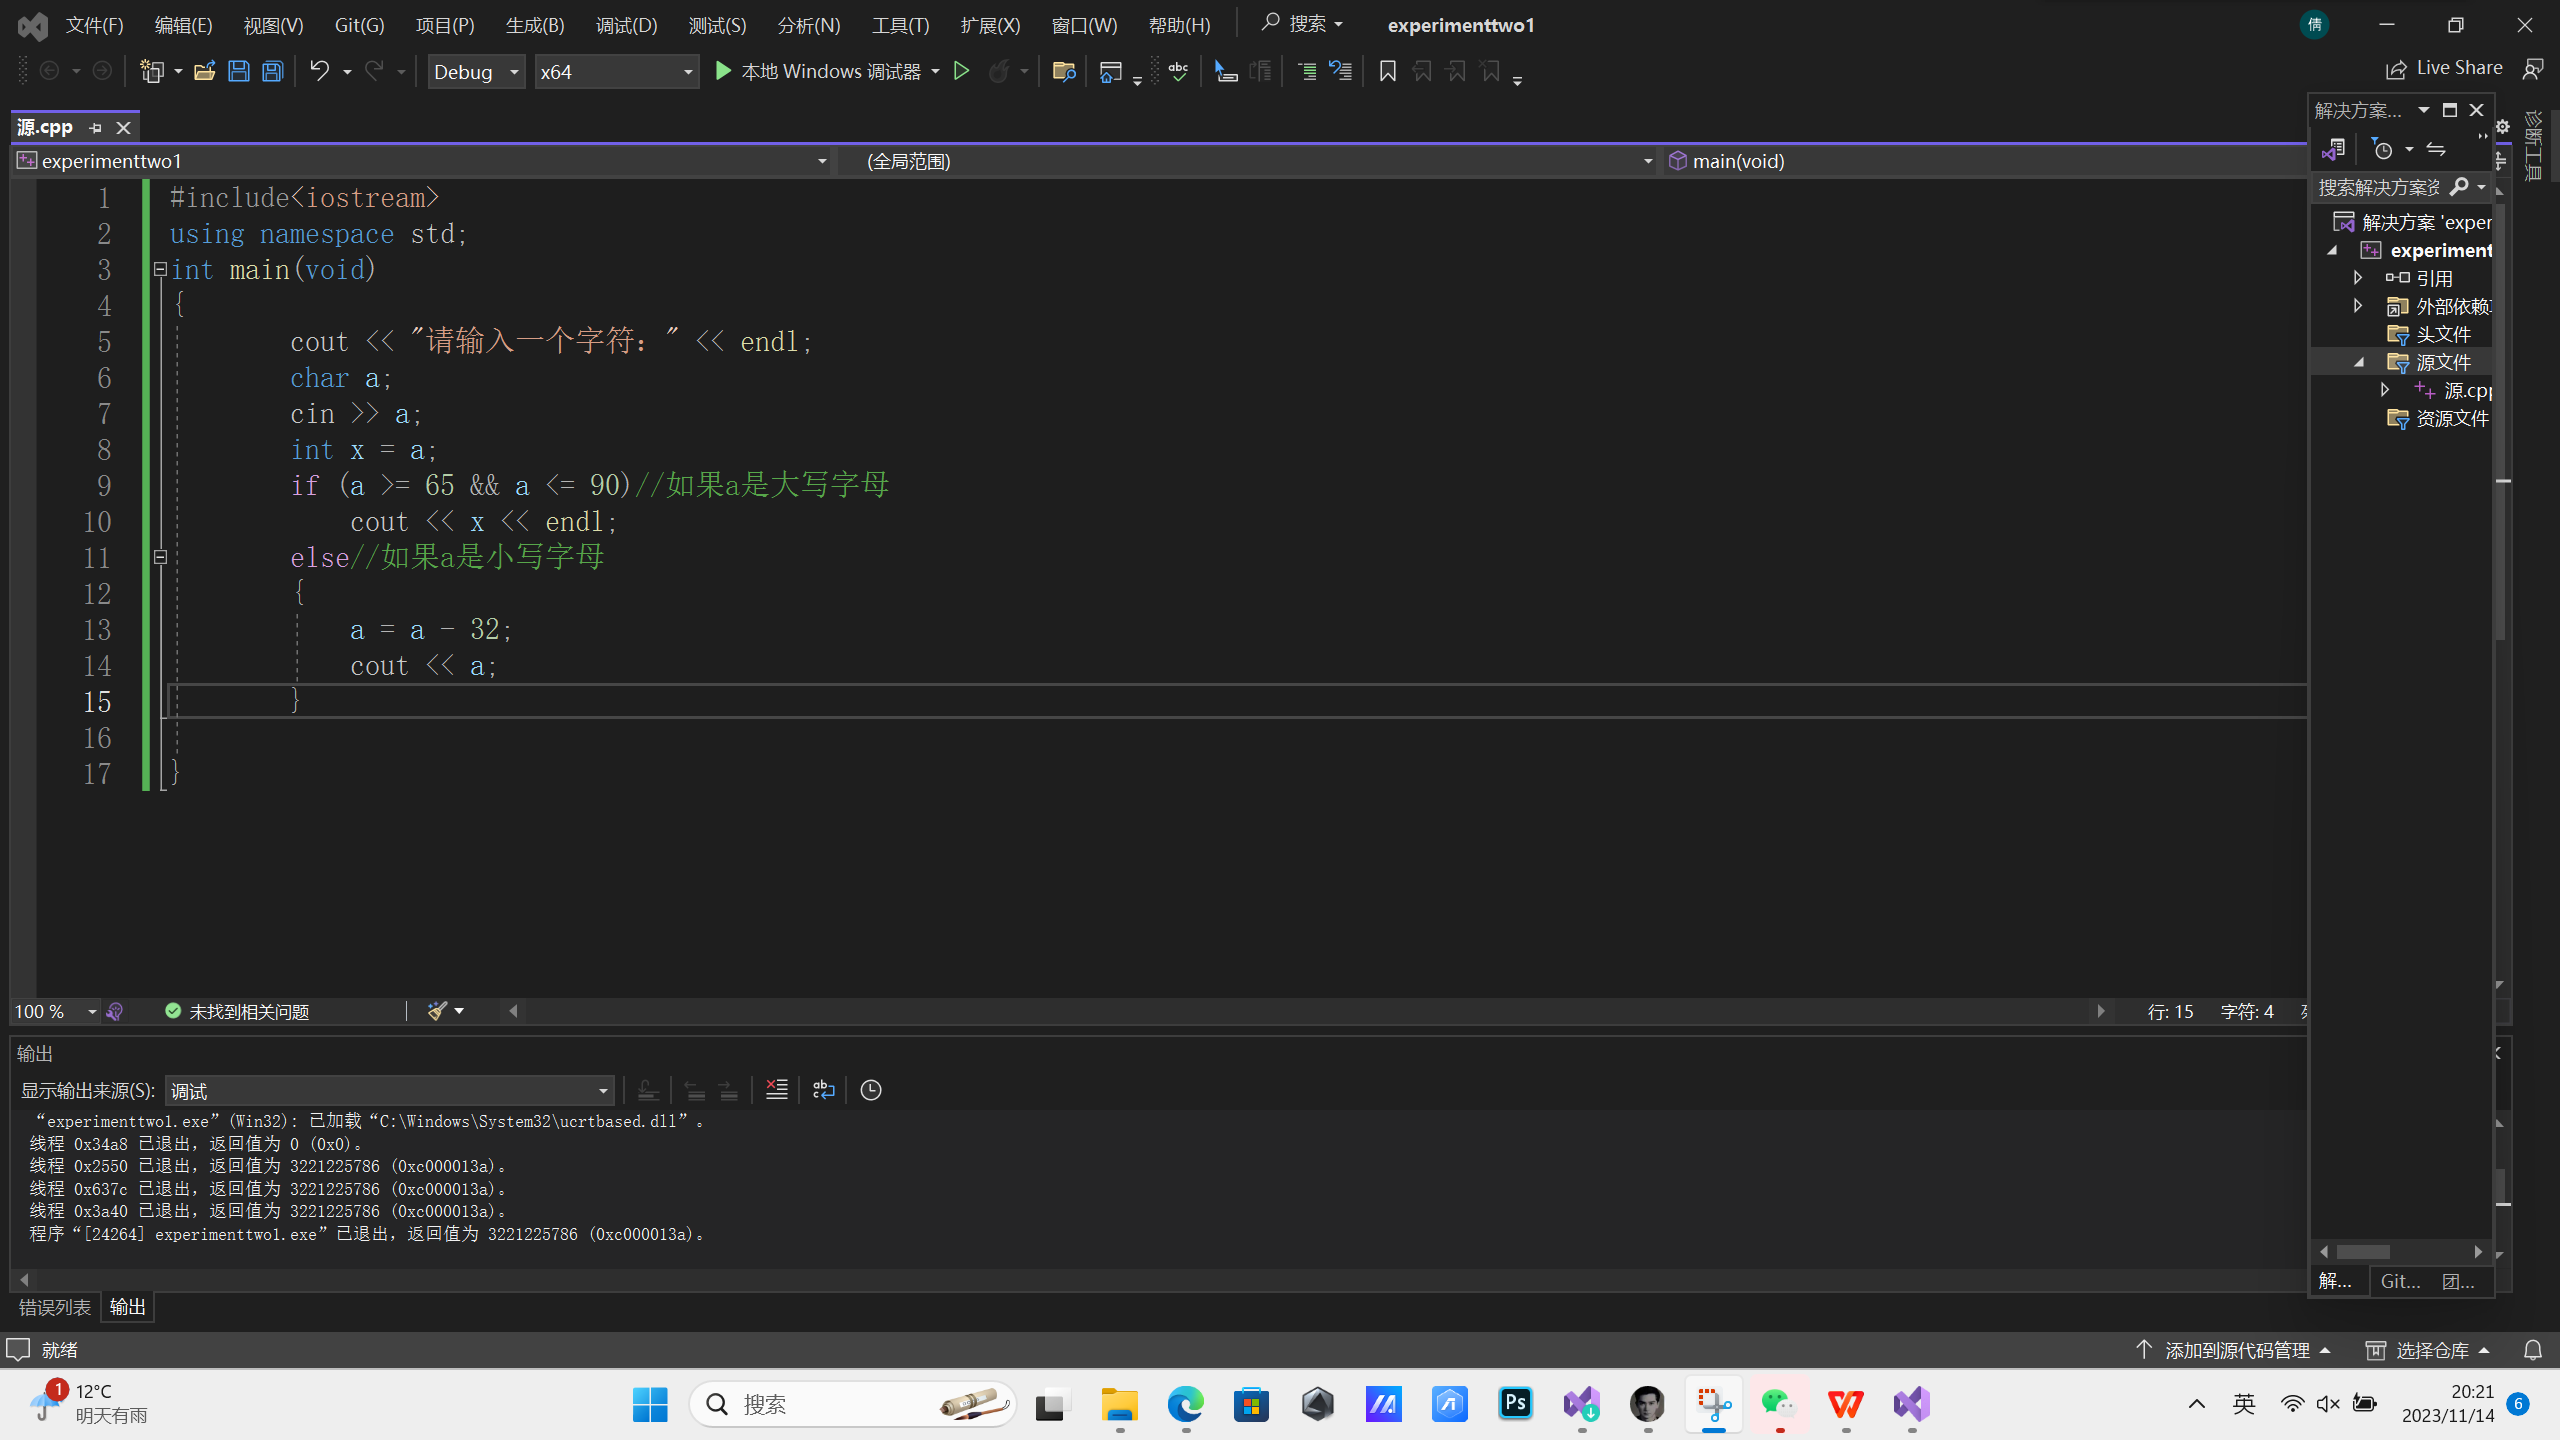 文件(F) 编辑(E) 视图(V) Git(G) 项目(P) 生成(B) 调试(D) 测试(S) 分析(N) 工具(T) 扩展(X) 窗口(W) 帮助(H) 搜索 experimenttwo1 倩
Debug x64 本地 Windows 调试器 Live Share
源.cpp
experimenttwo1 (全局范围) main(void)
1 #include<iostream>
2 using namespace std;
3 int main(void)
4 {
5 cout << "请输入一个字符：" << endl;
6 char a;
7 cin >> a;
8 int x = a;
9 if (a >= 65 && a <= 90)//如果a是大写字母
10 cout << x << endl;
11 else//如果a是小写字母
12 {
13 a = a - 32;
14 cout << a;
15 }
16
17 }
100 % 未找到相关问题 行: 15 字符: 4
输出
显示输出来源(S): 调试
“experimenttwo1.exe”(Win32): 已加载“C:\Windows\System32\ucrtbased.dll”。
线程 0x34a8 已退出，返回值为 0 (0x0)。
线程 0x2550 已退出，返回值为 3221225786 (0xc000013a)。
线程 0x637c 已退出，返回值为 3221225786 (0xc000013a)。
线程 0x3a40 已退出，返回值为 3221225786 (0xc000013a)。
程序“[24264] experimenttwo1.exe”已退出，返回值为 3221225786 (0xc000013a)。
错误列表 输出
解决方案...
搜索解决方案资
解决方案 'exper
experiment
引用
外部依赖
头文件
源文件
源.cpp
资源文件
解... Git... 团...
诊断工具
就绪 添加到源代码管理 选择仓库
1 12°C
明天有雨
搜索
Ps
英
20:21
2023/11/14
6